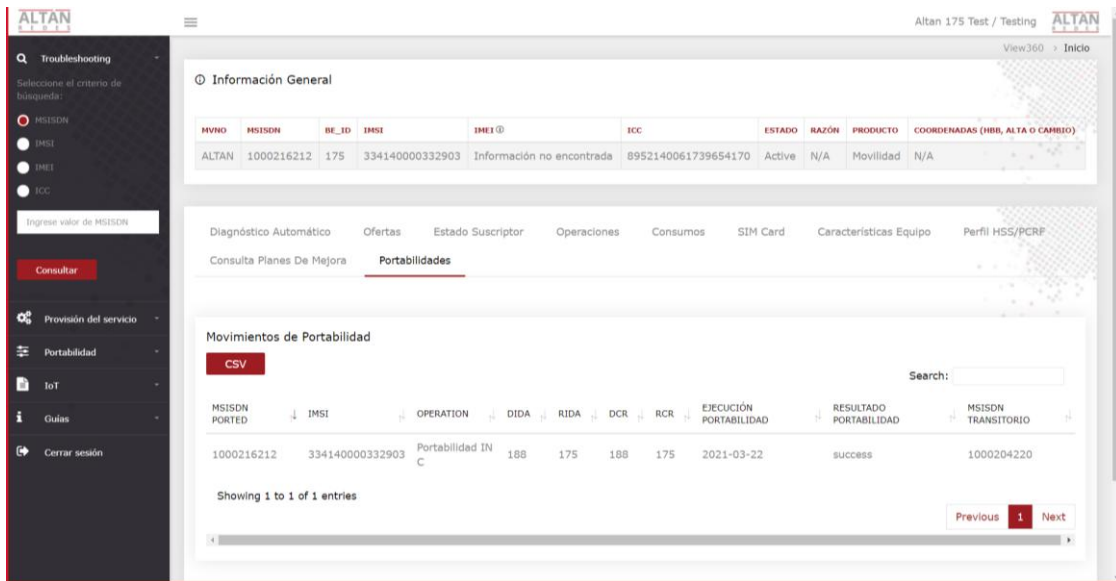 ALTAN
REDES
Altan 175 Test / Testing
ALTAN
REDES
View360 > Inicio
Troubleshooting
Seleccione el criterio de
búsqueda:
MSISDN
IMSI
IMEI
ICC
Ingrese valor de MSISDN
Consultar
Provisión del servicio
Portabilidad
IoT
Guías
Cerrar sesión
Información General
MVNO MSISDN BE_ID IMSI IMEI ICC ESTADO RAZÓN PRODUCTO COORDENADAS (HBB, ALTA O CAMBIO)
ALTAN 1000216212 175 334140000332903 Información no encontrada 8952140061739654170 Active N/A Movilidad N/A
Diagnóstico Automático Ofertas Estado Suscriptor Operaciones Consumos SIM Card Características Equipo Perfil HSS/PCRF
Consulta Planes De Mejora Portabilidades
Movimientos de Portabilidad
CSV
Search:
MSISDN PORTED IMSI OPERATION DIDA RIDA DCR RCR EJECUCIÓN PORTABILIDAD RESULTADO PORTABILIDAD MSISDN TRANSITORIO
1000216212 334140000332903 Portabilidad IN C 188 175 188 175 2021-03-22 success 1000204220
Showing 1 to 1 of 1 entries
Previous 1 Next